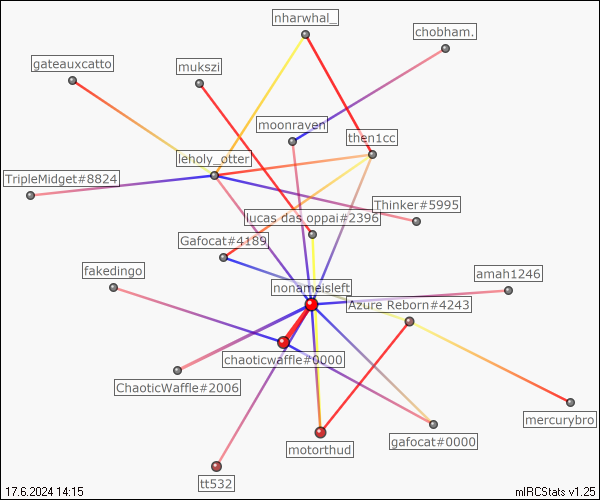 nharwhal_
chobham.
gateauxcatto
mukszi
moonraven
then1cc
leholy_otter
TripleMidget#8824
Thinker#5995
lucas das oppai#2396
Gafocat#4189
fakedingo
amah1246
nonameisleft
Azure Reborn#4243
chaoticwaffle#0000
ChaoticWaffle#2006
mercurybro
gafocat#0000
motorthud
tt532
17.6.2024 14:15
mIRCStats v1.25